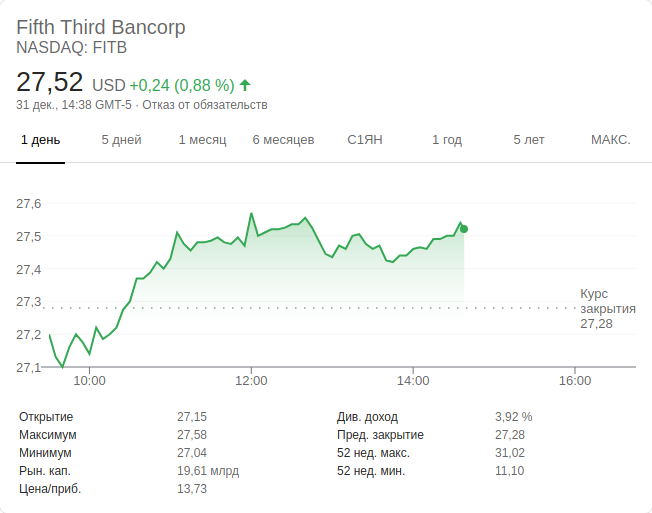 Fifth Third Bancorp
NASDAQ: FITB
27,52 USD +0,24 (0,88 %)
31 дек., 14:38 GMT-5 · Отказ от обязательств
1 день 5 дней 1 месяц 6 месяцев С1ЯН 1 год 5 лет МАКС.
27,6
27,5
27,4
27,3
27,2
27,1
Курс
закрытия
27,28
10:00 12:00 14:00 16:00
Открытие 27,15 Див. доход 3,92 %
Максимум 27,58 Пред. закрытие 27,28
Минимум 27,04 52 нед. макс. 31,02
Рын. кап. 19,61 млрд 52 нед. мин. 11,10
Цена/приб. 13,73